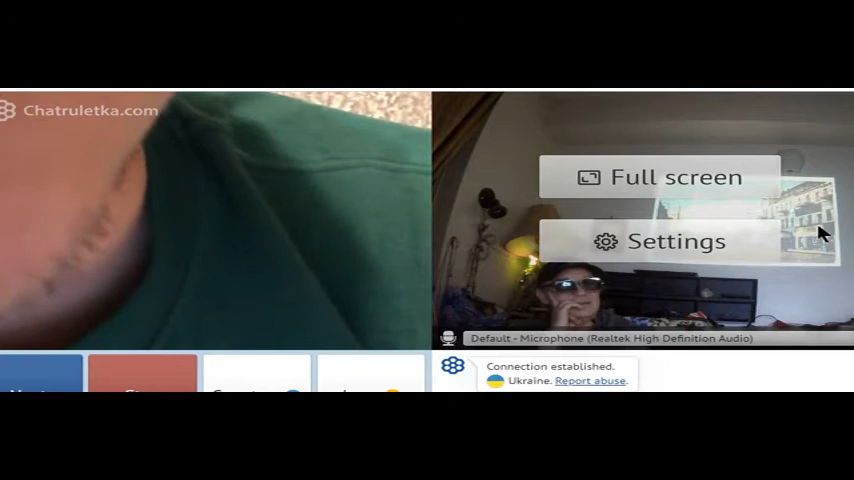 Chatruletka.com
Full screen
Settings
Default - Microphone (Realtek High Definition Audio)
Connection established.
Ukraine. Report abuse.